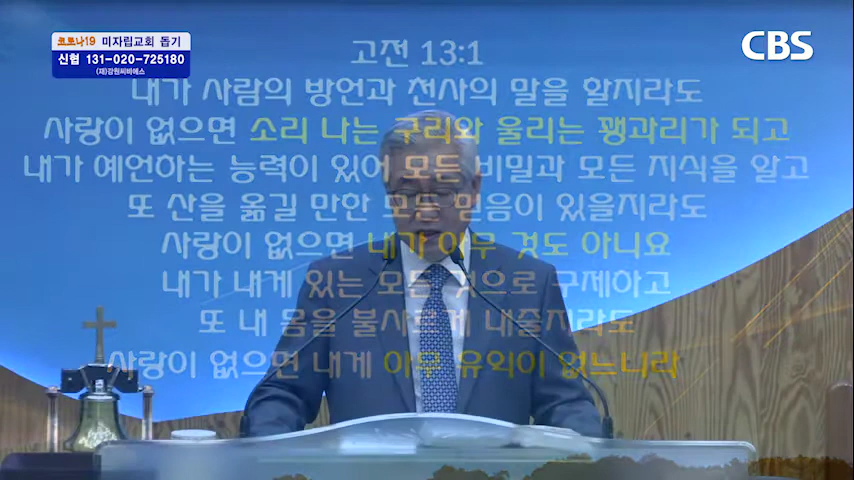 코로나19 미자립교회 돕기
신협 131-020-725180
(재)강원씨비에스
CBS
고전 13:1
내가 사람의 방언과 천사의 말을 할지라도
사랑이 없으면 소리 나는 구리와 울리는 꽹과리가 되고
내가 예언하는 능력이 있어 모든 비밀과 모든 지식을 알고
또 산을 옮길 만한 모든 믿음이 있을지라도
사랑이 없으면 내가 아무 것도 아니요
내가 내게 있는 모든 것으로 구제하고
또 내 몸을 불사르게 내줄지라도
사랑이 없으면 내게 아무 유익이 없느니라